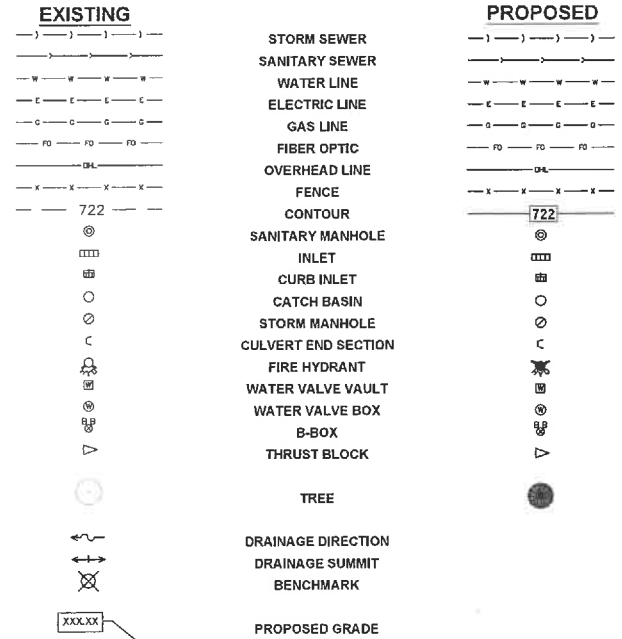 EXISTING PROPOSED
STORM SEWER
SANITARY SEWER
W W W W WATER LINE W W W W
E E E E ELECTRIC LINE E E E E
G G G G GAS LINE G G G G
FO FO FO FIBER OPTIC FO FO FO
OHL OVERHEAD LINE OHL
X X X X FENCE X X X X
722 CONTOUR 722
SANITARY MANHOLE
INLET
CURB INLET
CATCH BASIN
STORM MANHOLE
CULVERT END SECTION
FIRE HYDRANT
W WATER VALVE VAULT W
W WATER VALVE BOX W
B B B-BOX B B
THRUST BLOCK
TREE
DRAINAGE DIRECTION
DRAINAGE SUMMIT
BENCHMARK
XXX.XX PROPOSED GRADE